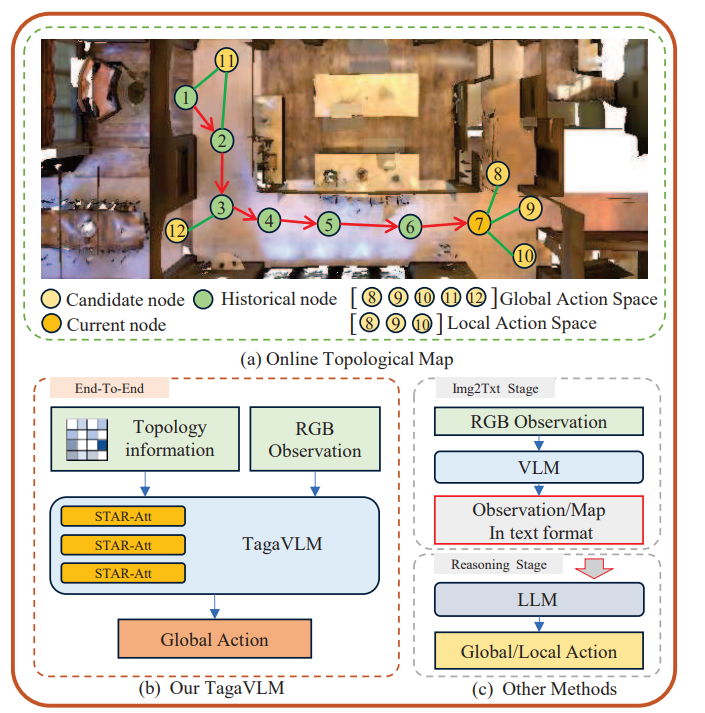 11
1
2
8
3
9
12
4
5
6
7
10
Candidate node
Historical node
[ 8 9 10 11 12 ] Global Action Space
Current node
[ 8 9 10 ] Local Action Space
(a) Online Topological Map
End-To-End
Topology
information
RGB
Observation
STAR-Att
STAR-Att
STAR-Att
TagaVLM
Global Action
(b) Our TagaVLM
Img2Txt Stage
RGB Observation
VLM
Observation/Map
In text format
Reasoning Stage
LLM
Global/Local Action
(c) Other Methods